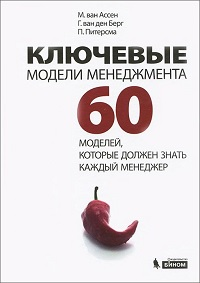 М. ван Ассен
Г. ван ден Берг
П. Питерсма
КЛЮЧЕВЫЕ
МОДЕЛИ МЕНЕДЖМЕНТА
60
МОДЕЛЕЙ,
КОТОРЫЕ ДОЛЖЕН ЗНАТЬ
КАЖДЫЙ МЕНЕДЖЕР
БИНОМ